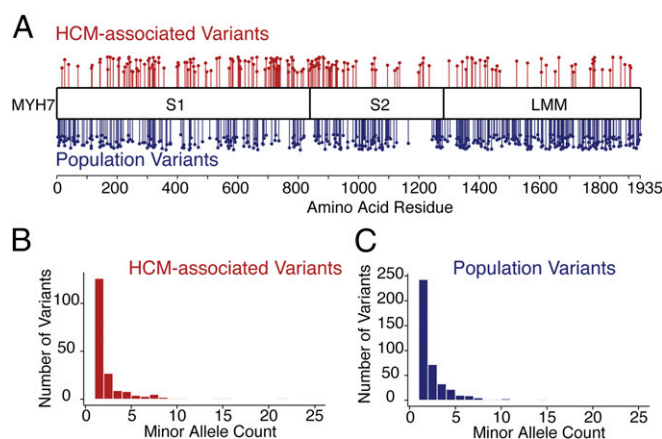 A
HCM-associated Variants
MYH7 S1 S2 LMM
Population Variants
0 200 400 600 800 1000 1200 1400 1600 1800 1935
Amino Acid Residue
B
HCM-associated Variants
Number of Variants
100
50
0
0 5 10 15 20 25
Minor Allele Count
C
Population Variants
Number of Variants
250
200
150
100
50
0
0 5 10 15 20 25
Minor Allele Count